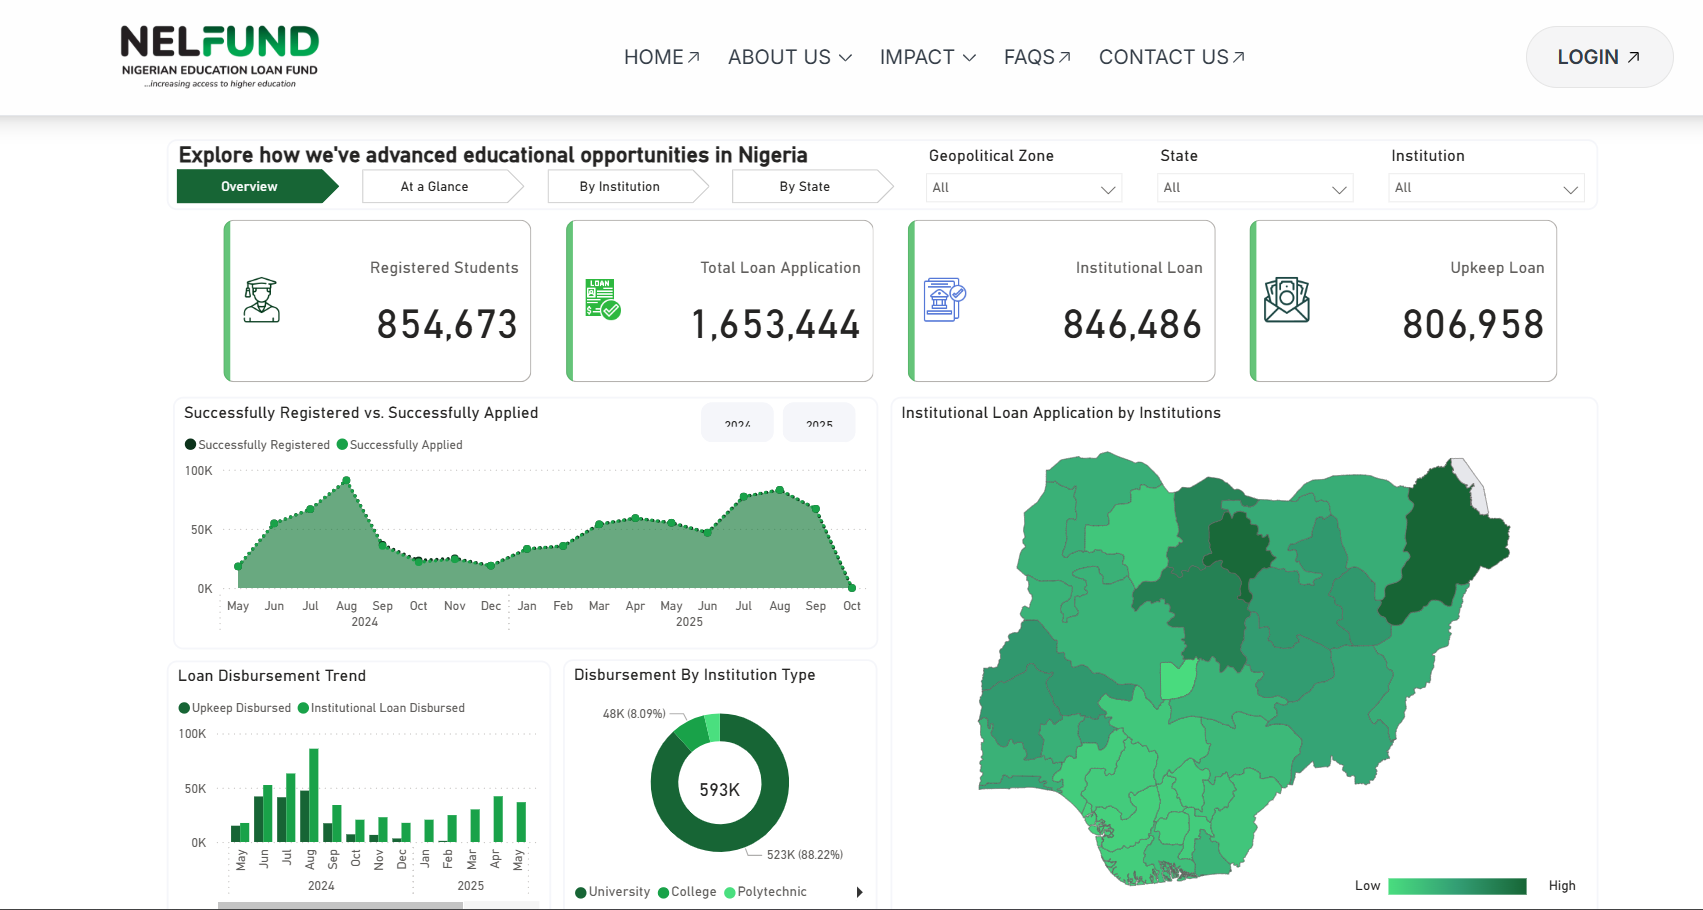 NELFUND
NIGERIAN EDUCATION LOAN FUND
...increasing access to higher education
HOME
ABOUT US
IMPACT
FAQS
CONTACT US
LOGIN
Explore how we've advanced educational opportunities in Nigeria
Overview
At a Glance
By Institution
By State
Geopolitical Zone
All
State
All
Institution
All
Registered Students
854,673
LOAN
Total Loan Application
1,653,444
Institutional Loan
846,486
Upkeep Loan
806,958
Successfully Registered vs. Successfully Applied
2024
2025
Successfully Registered
Successfully Applied
100K
50K
0K
May Jun Jul Aug Sep Oct Nov Dec Jan Feb Mar Apr May Jun Jul Aug Sep Oct
2024 2025
Loan Disbursement Trend
Upkeep Disbursed
Institutional Loan Disbursed
100K
50K
0K
May Jun Jul Aug Sep Oct Nov Dec Jan Feb Mar Apr May
2024 2025
Disbursement By Institution Type
48K (8.09%)
593K
523K (88.22%)
University
College
Polytechnic
Institutional Loan Application by Institutions
Low
High